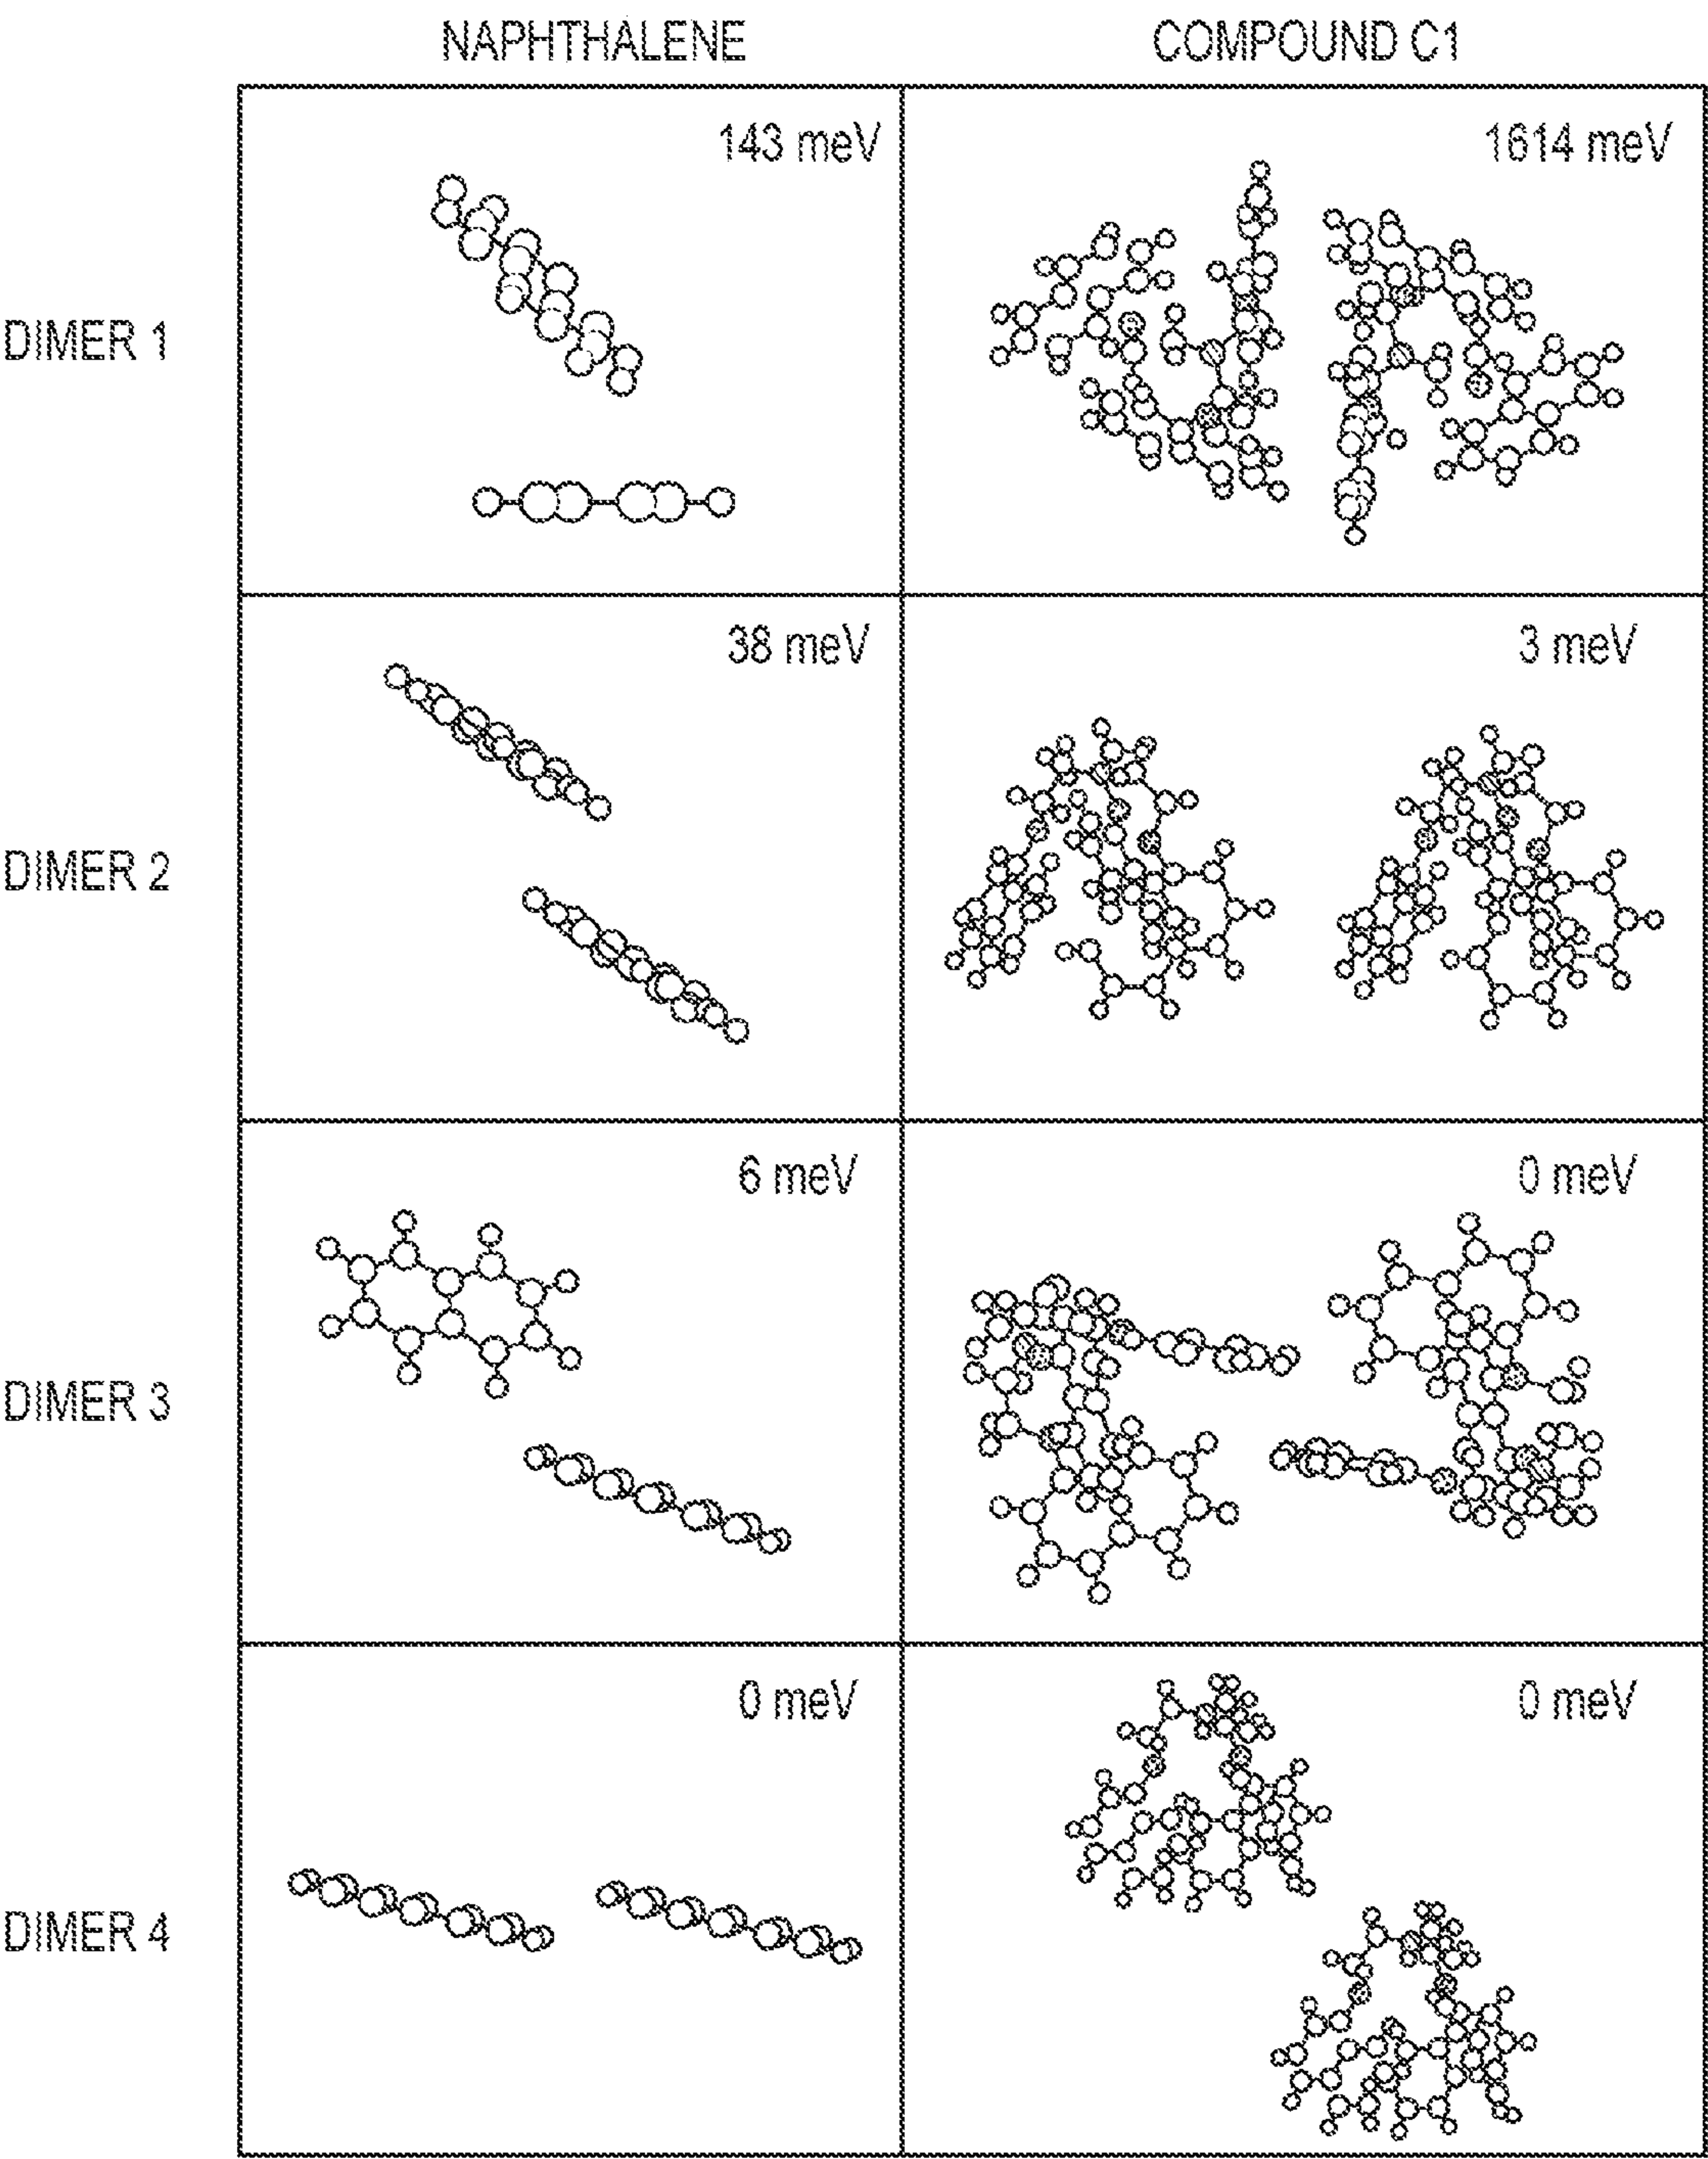 NAPHTHALENE COMPOUND C1
DIMER 1 143 meV 1614 meV
DIMER 2 38 meV 3 meV
DIMER 3 6 meV 0 meV
DIMER 4 0 meV 0 meV